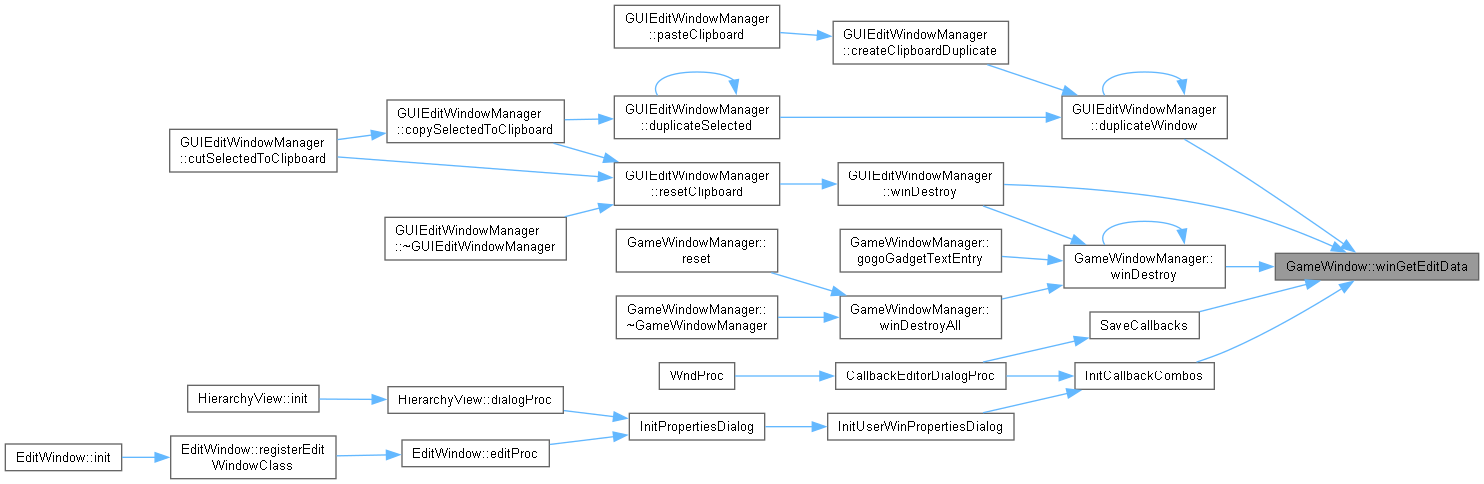 GUIEditWindowManager
::pasteClipboard
GUIEditWindowManager
::createClipboardDuplicate
GUIEditWindowManager
::copySelectedToClipboard
GUIEditWindowManager
::duplicateSelected
GUIEditWindowManager
::duplicateWindow
GUIEditWindowManager
::cutSelectedToClipboard
GUIEditWindowManager
::resetClipboard
GUIEditWindowManager
::winDestroy
GUIEditWindowManager
::~GUIEditWindowManager
GameWindowManager::
reset
GameWindowManager::
gogoGadgetTextEntry
GameWindowManager::
winDestroy
GameWindow::winGetEditData
GameWindowManager::
~GameWindowManager
GameWindowManager::
winDestroyAll
SaveCallbacks
WndProc
CallbackEditorDialogProc
InitCallbackCombos
HierarchyView::init
HierarchyView::dialogProc
InitPropertiesDialog
InitUserWinPropertiesDialog
EditWindow::init
EditWindow::registerEdit
WindowClass
EditWindow::editProc